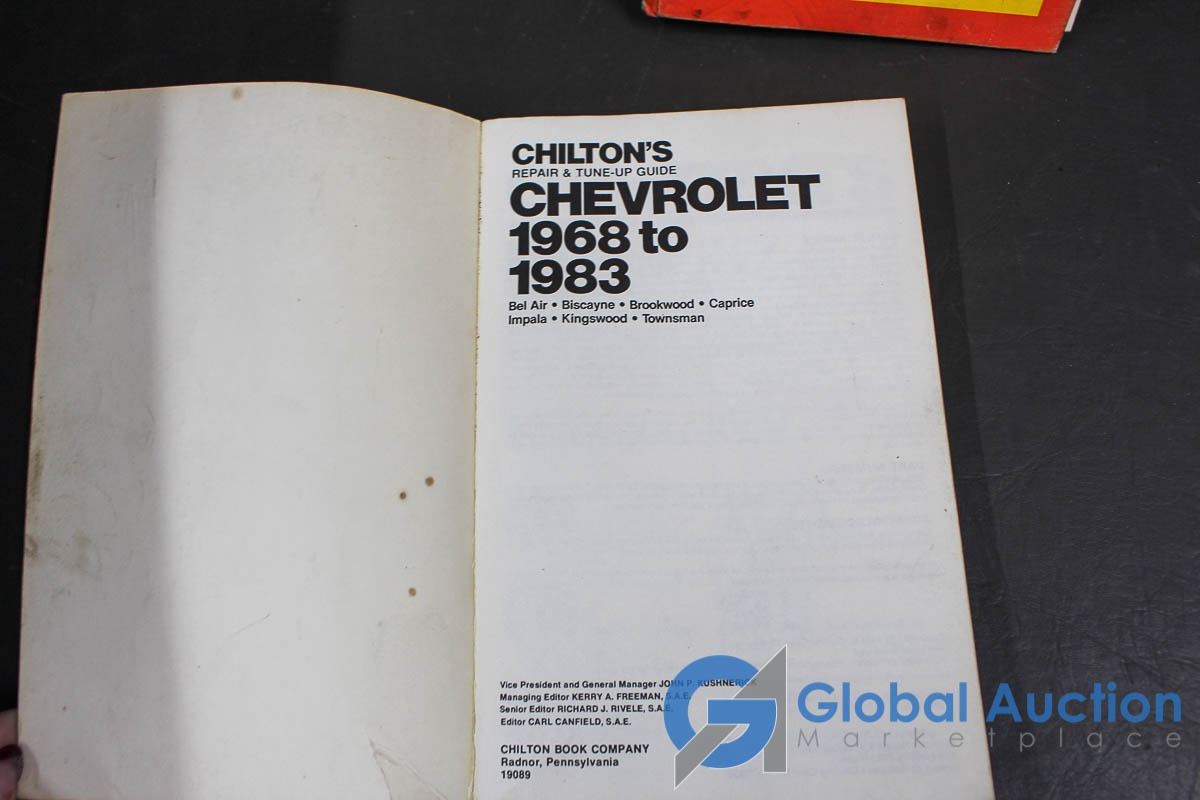 CHILTON'S
REPAIR & TUNE-UP GUIDE
CHEVROLET
1968 to
1983
Bel Air • Biscayne • Brookwood • Caprice
Impala • Kingswood • Townsman
Vice President and General Manager JOHN P. KUSHNERICK
Managing Editor KERRY A. FREEMAN, S.A.E.
Senior Editor RICHARD J. RIVELE, S.A.E.
Editor CARL CANFIELD, S.A.E.
CHILTON BOOK COMPANY
Radnor, Pennsylvania
19089
GA
Global Auction
Marketplace